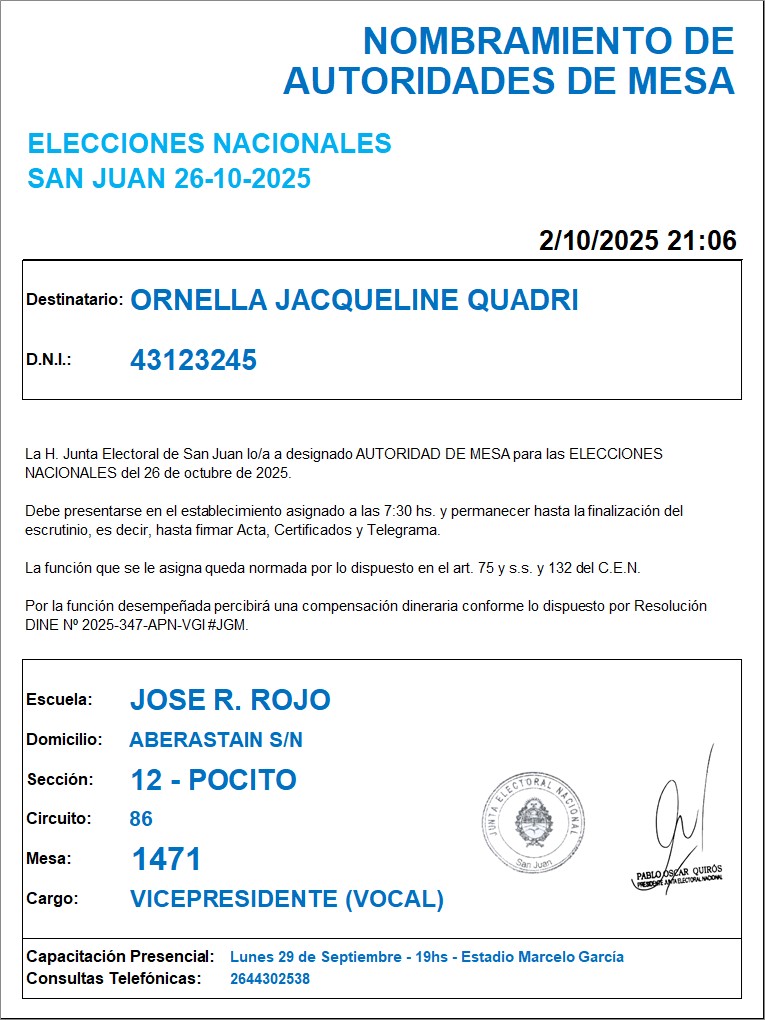 NOMBRAMIENTO DE
AUTORIDADES DE MESA
ELECCIONES NACIONALES
SAN JUAN 26-10-2025
2/10/2025 21:06
Destinatario: ORNELLA JACQUELINE QUADRI
D.N.I.: 43123245
La H. Junta Electoral de San Juan lo/a a designado AUTORIDAD DE MESA para las ELECCIONES
NACIONALES del 26 de octubre de 2025.
Debe presentarse en el establecimiento asignado a las 7:30 hs. y permanecer hasta la finalización del
escrutinio, es decir, hasta firmar Acta, Certificados y Telegrama.
La función que se le asigna queda normada por lo dispuesto en el art. 75 y s.s. y 132 del C.E.N.
Por la función desempeñada percibirá una compensación dineraria conforme lo dispuesto por Resolución
DINE Nº 2025-347-APN-VGI#JGM.
Escuela: JOSE R. ROJO
Domicilio: ABERASTAIN S/N
Sección: 12 - POCITO
Circuito: 86
Mesa: 1471
Cargo: VICEPRESIDENTE (VOCAL)
JUNTA ELECTORAL NACIONAL
San Juan
PABLO OSCAR QUIRÓS
PRESIDENTE JUNTA ELECTORAL NACIONAL
Capacitación Presencial: Lunes 29 de Septiembre - 19hs - Estadio Marcelo García
Consultas Telefónicas: 2644302538